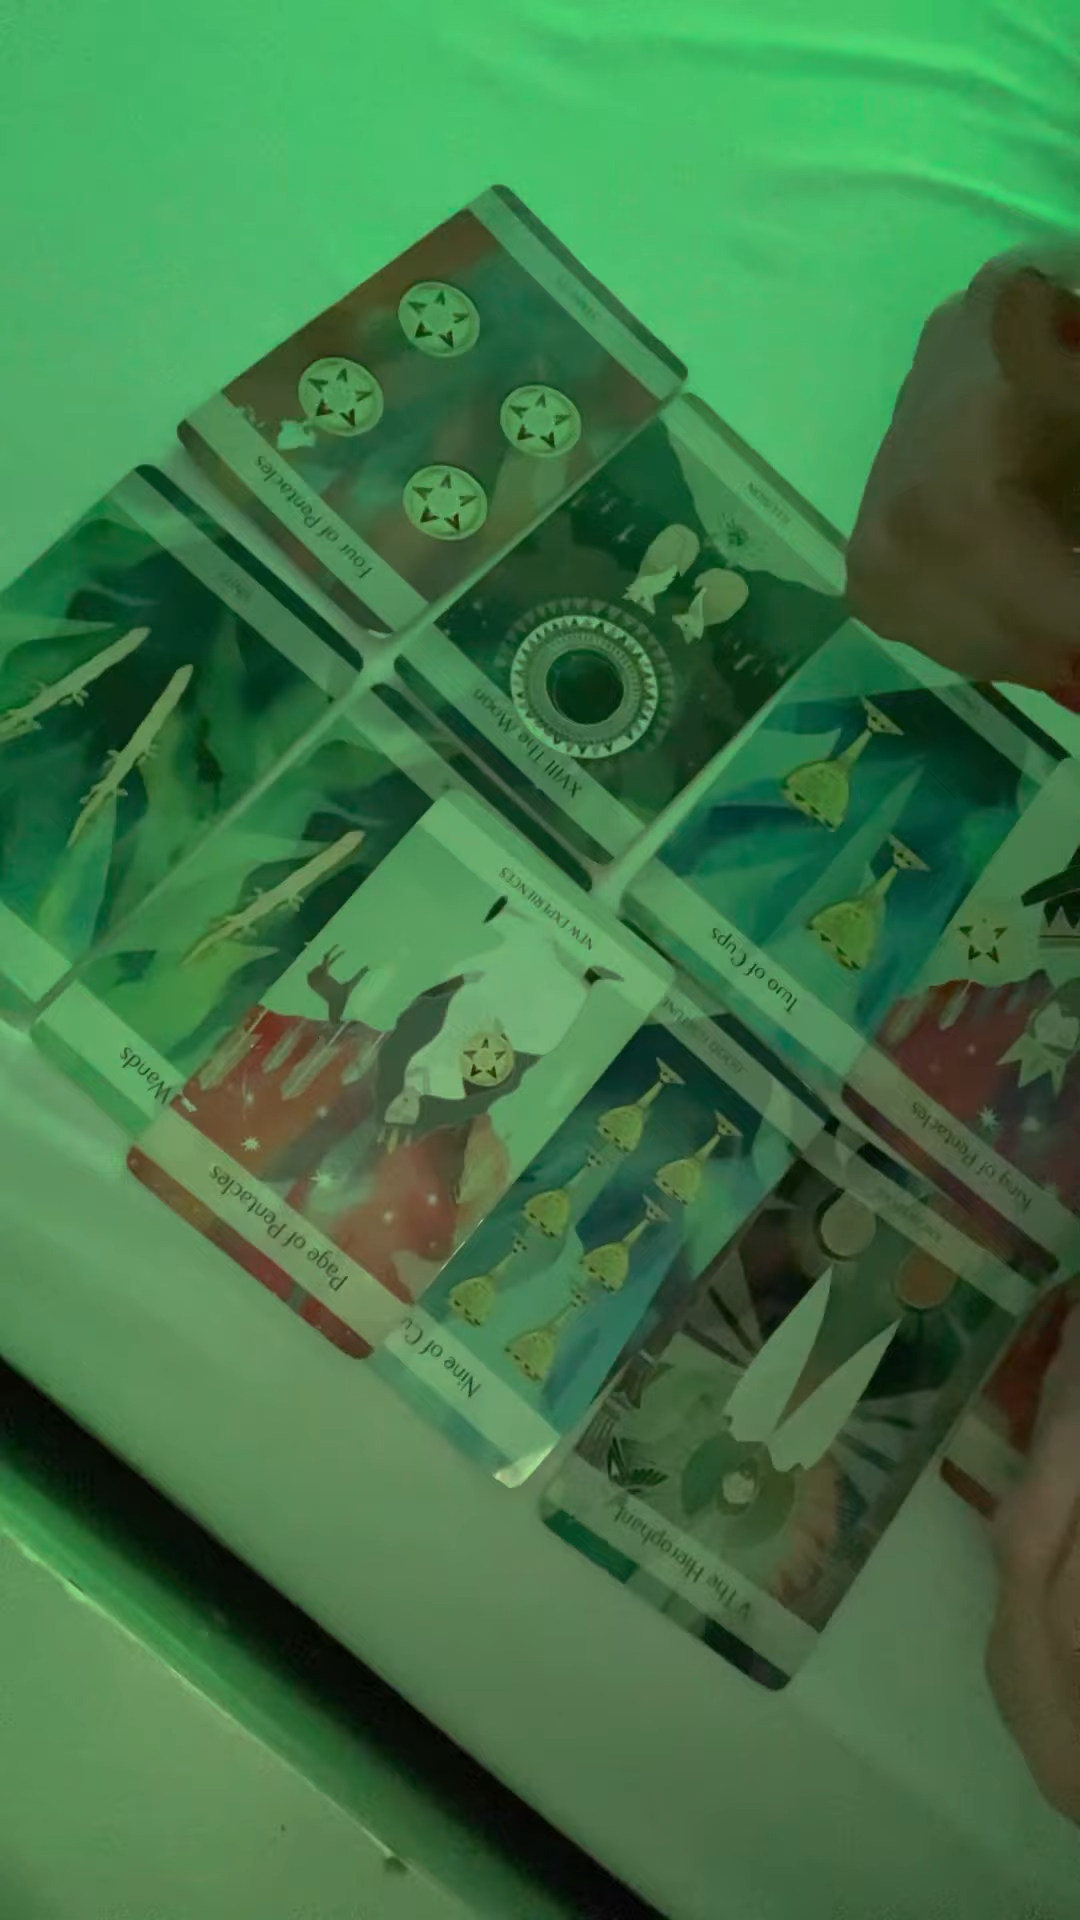 Four of Pentacles
ILLUSION
XVIII The Moon
Two of Cups
NEW EXPERIENCES
Wands
Page of Pentacles
King of Pentacles
Nine of Cu
V The Hierophant